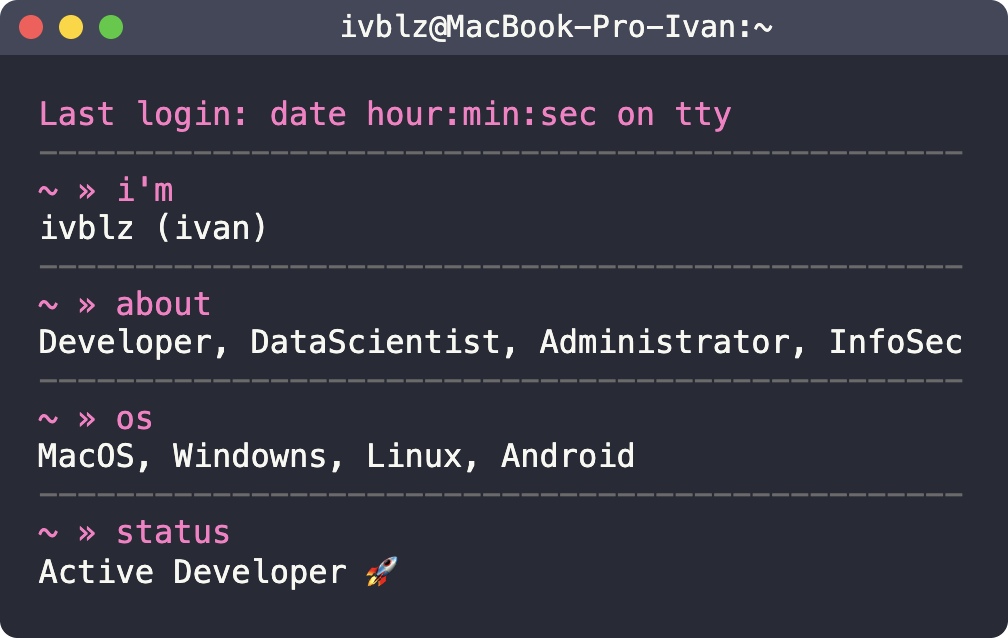 ivblz@MacBook-Pro-Ivan:~
Last login: date hour:min:sec on tty
------------------------------------------------
~ » i'm
ivblz (ivan)
------------------------------------------------
~ » about
Developer, DataScientist, Administrator, InfoSec
------------------------------------------------
~ » os
MacOS, Windowns, Linux, Android
------------------------------------------------
~ » status
Active Developer 🚀